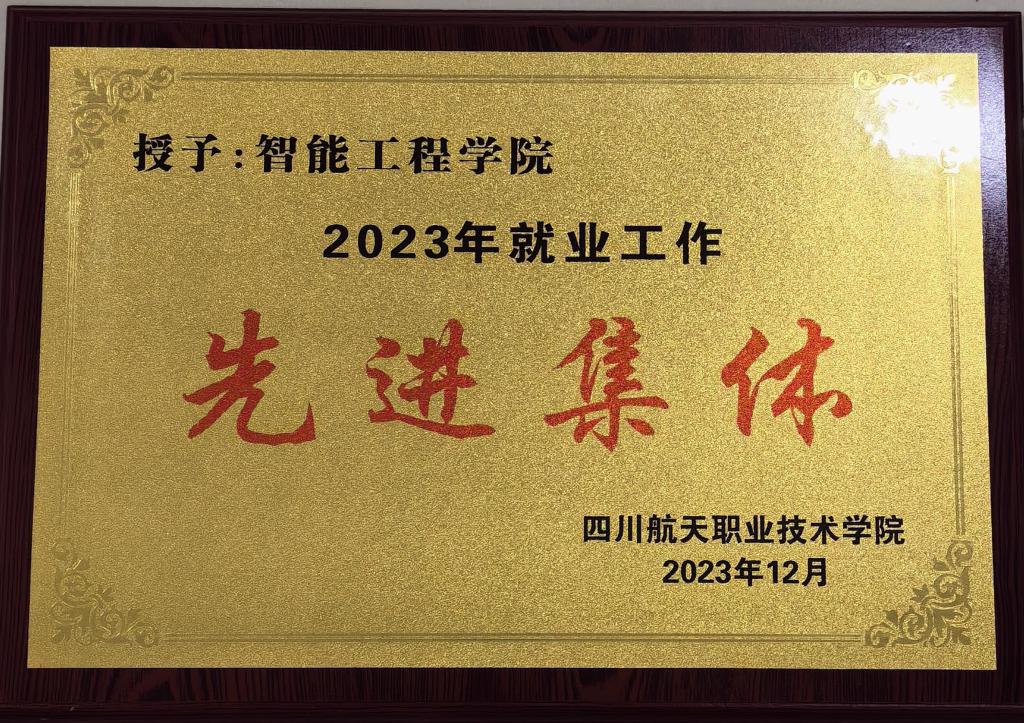 授予:智能工程学院
2023年就业工作
先进集体
四川航天职业技术学院
2023年12月